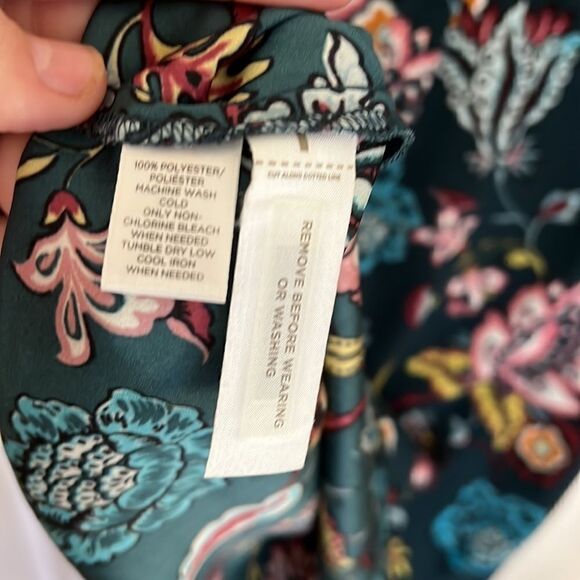 100% POLYESTER/
POLIÉSTER
MACHINE WASH
COLD
ONLY NON-
CHLORINE BLEACH
WHEN NEEDED
TUMBLE DRY LOW
COOL IRON
WHEN NEEDED
CUT ALONG DOTTED LINE
REMOVE BEFORE WEARING
OR WASHING